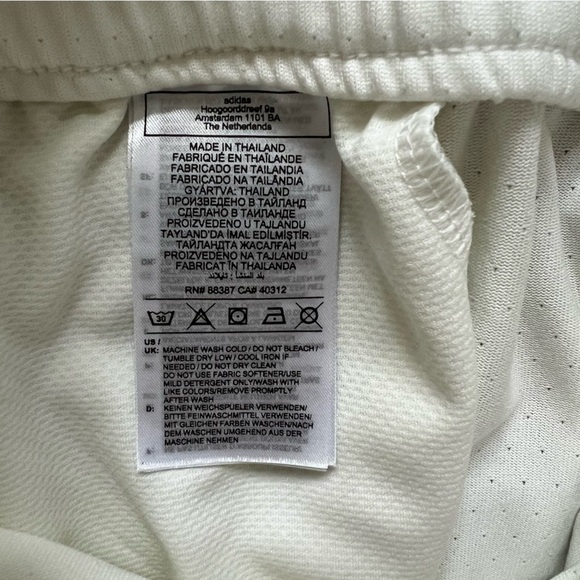 adidas
Hoogoorddreef 9a
Amsterdam 1101 BA
The Netherlands
MADE IN THAILAND
FABRIQUÉ EN THAÏLANDE
FABRICADO EN TAILANDIA
FABRICADO NA TAILÂNDIA
GYÁRTVA: THAILAND
ПРОИЗВЕДЕНО В ТАЙЛАНД
СДЕЛАНО В ТАИЛАНДЕ
PROIZVEDENO U TAJLANDU
TAYLAND'DA İMAL EDİLMİŞTİR,
ТАЙЛАНДТА ЖАСАЛҒАН
PROIZVEDENO NA TAJLANDU
FABRICAT ÎN THAILANDA
بلد المنشأ : تايلاند
RN# 88387 CA# 40312
30
US /
UK: MACHINE WASH COLD / DO NOT BLEACH /
TUMBLE DRY LOW / COOL IRON IF
NEEDED / DO NOT DRY CLEAN
DO NOT USE FABRIC SOFTENER/USE
MILD DETERGENT ONLY/WASH WITH
LIKE COLORS/REMOVE PROMPTLY
AFTER WASH
D: KEINEN WEICHSPUELER VERWENDEN/
BITTE FEINWASCHMITTEL VERWENDEN/
MIT GLEICHEN FARBEN WASCHEN/NACH
DEM WASCHEN UMGEHEND AUS DER
MASCHINE NEHMEN